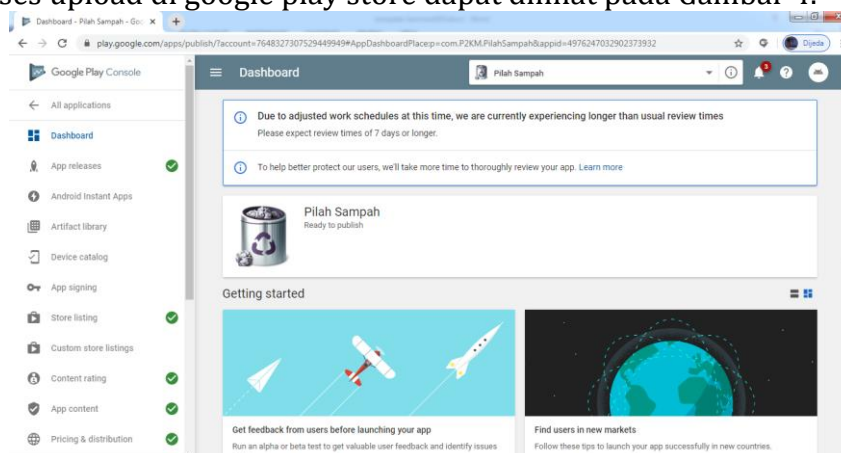 ses upload di google play store dapat dilihat pada Gambar 4.
Dashboard - Pilah Sampah - Goo
play.google.com/apps/publish/?account=7648327307529449949#AppDashboardPlace:p=com.P2KM.PilahSampah&appid=4976247032902373932
Dijeda
Google Play Console
Dashboard
Pilah Sampah
3
All applications
Due to adjusted work schedules at this time, we are currently experiencing longer than usual review times
Please expect review times of 7 days or longer.
Dashboard
App releases
To help better protect our users, we'll take more time to thoroughly review your app. Learn more
Android Instant Apps
Artifact library
Pilah Sampah
Ready to publish
Device catalog
App signing
Getting started
Store listing
Custom store listings
Content rating
App content
Pricing & distribution
Get feedback from users before launching your app
Run an alpha or beta test to get valuable user feedback and identify issues
Find users in new markets
Follow these tips to launch your app successfully in new countries.